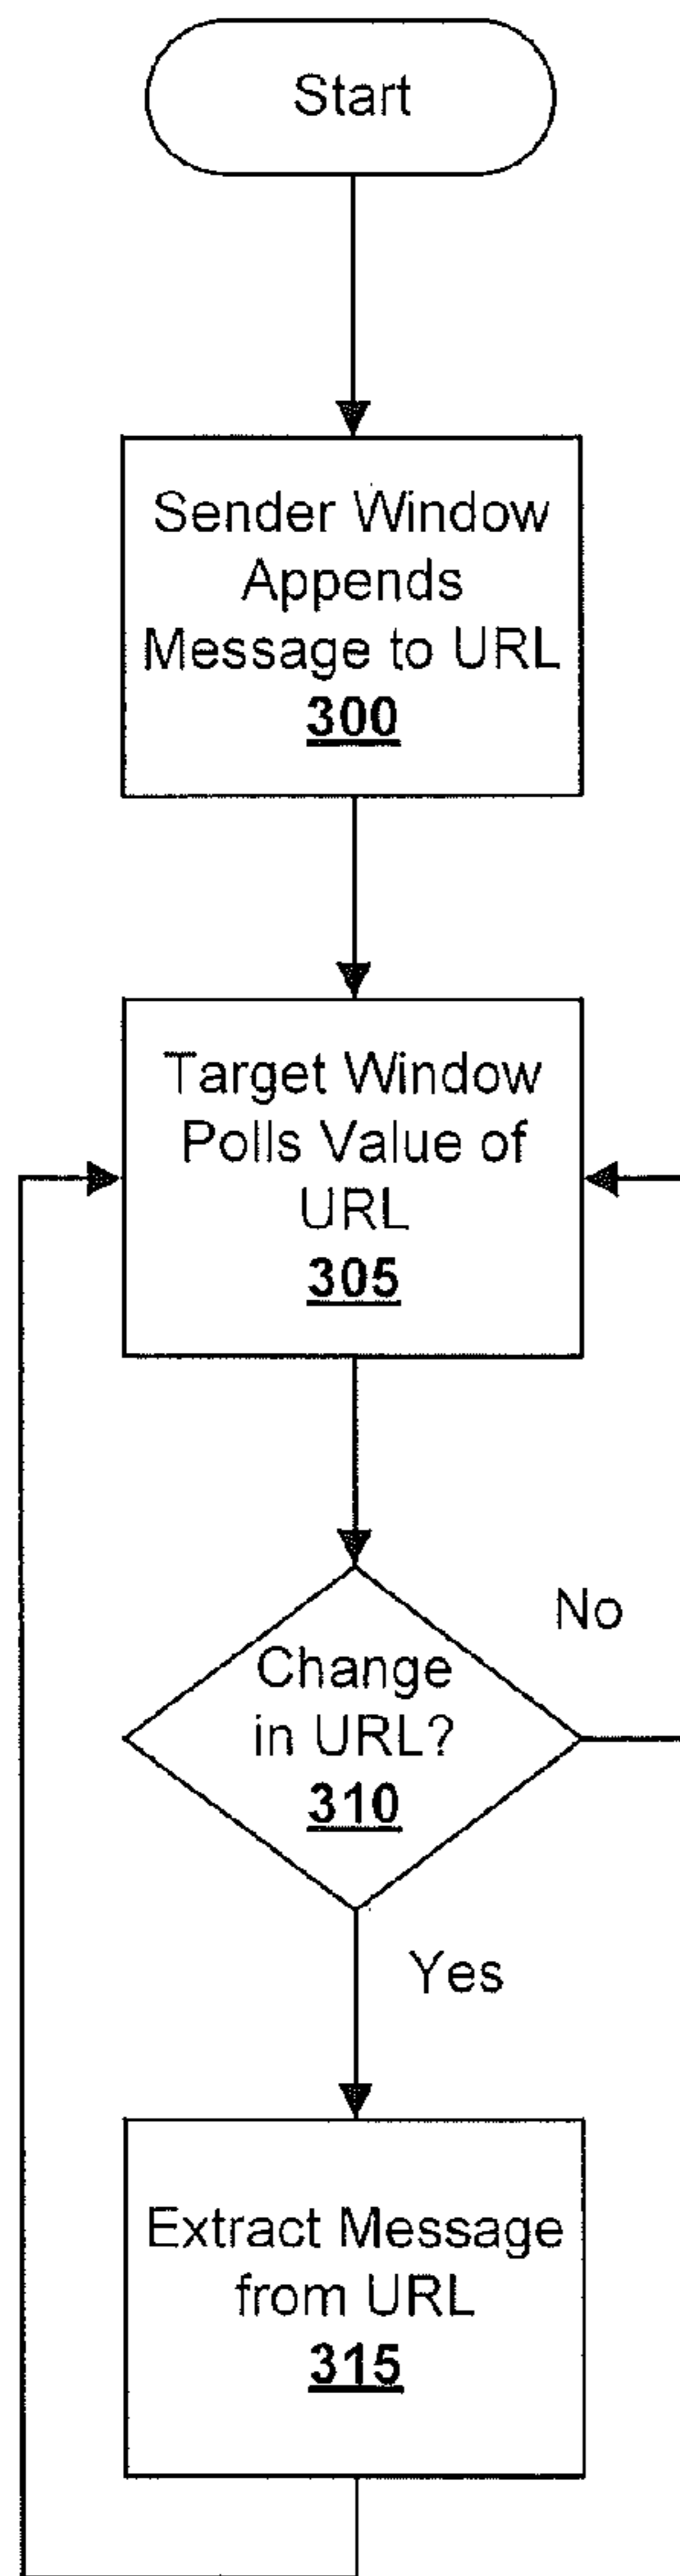 Start
Sender Window
Appends
Message to URL
300
Target Window
Polls Value of
URL
305
Change
in URL?
310
No
Yes
Extract Message
from URL
315